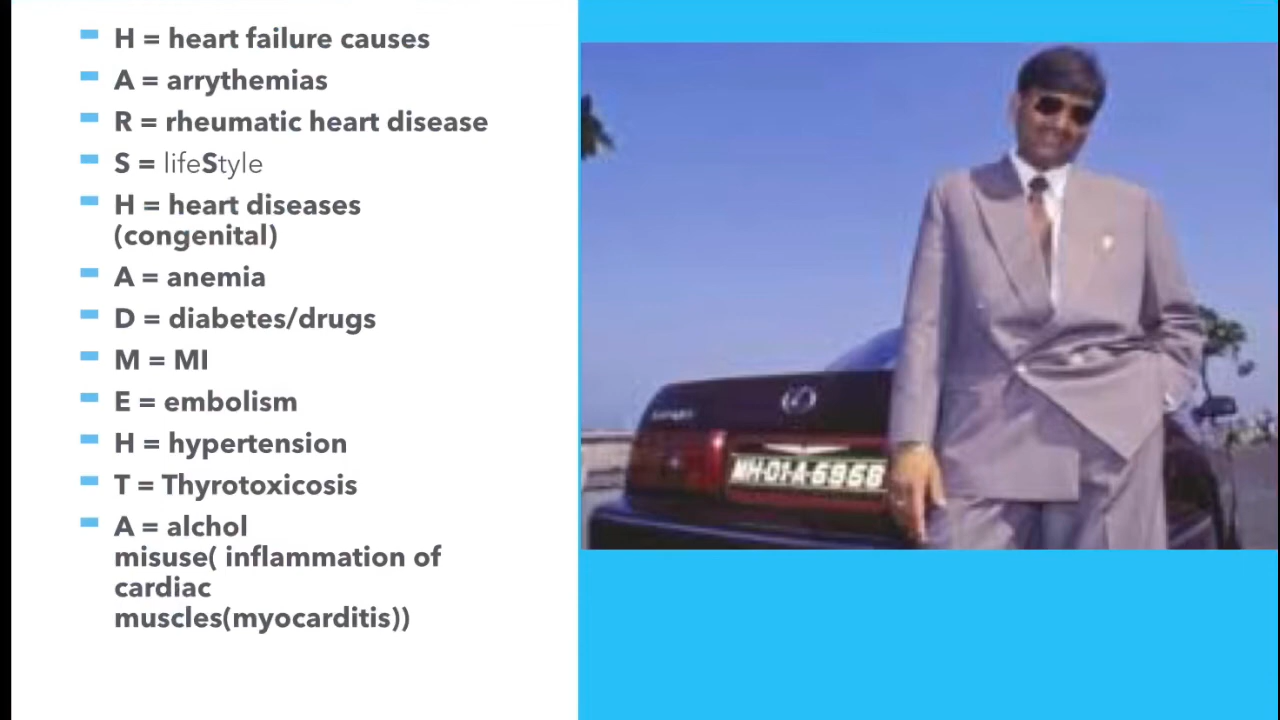 H = heart failure causes
A = arrythemias
R = rheumatic heart disease
S = lifeStyle
H = heart diseases
(congenital)
A = anemia
D = diabetes/drugs
M = MI
E = embolism
H = hypertension
T = Thyrotoxicosis
A = alchol
misuse( inflammation of
cardiac
muscles(myocarditis))
MH-01-A-6968